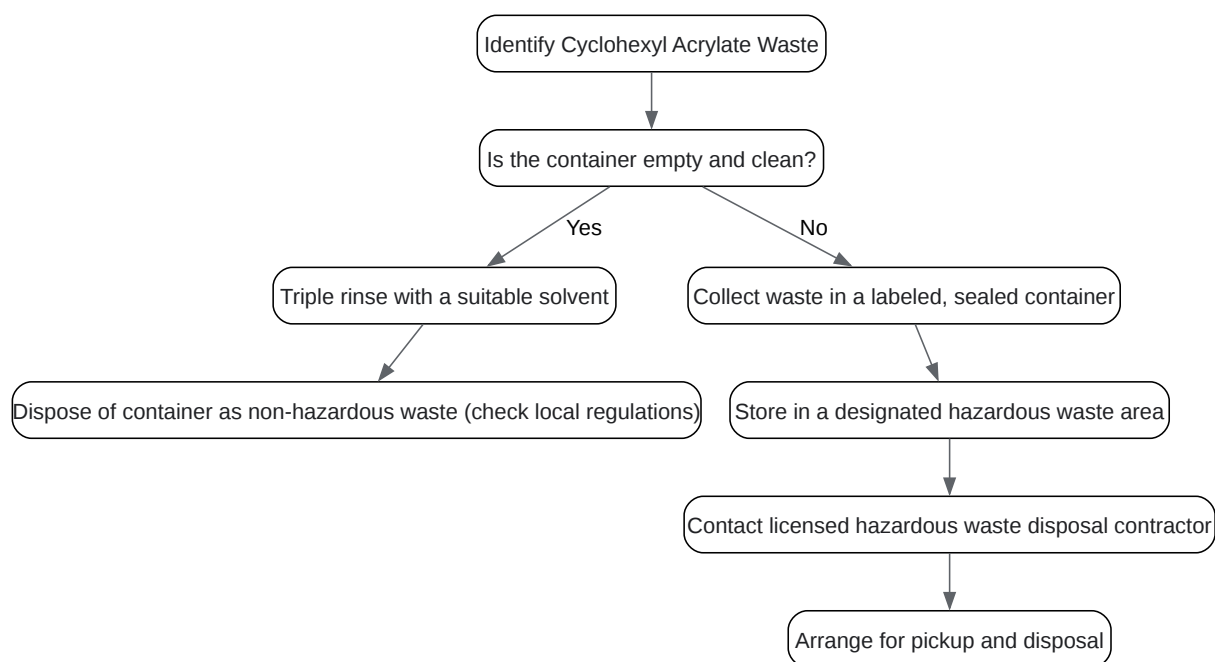 Identify Cyclohexyl Acrylate Waste
Is the container empty and clean?
Yes
No
Triple rinse with a suitable solvent
Collect waste in a labeled, sealed container
Dispose of container as non-hazardous waste (check local regulations)
Store in a designated hazardous waste area
Contact licensed hazardous waste disposal contractor
Arrange for pickup and disposal